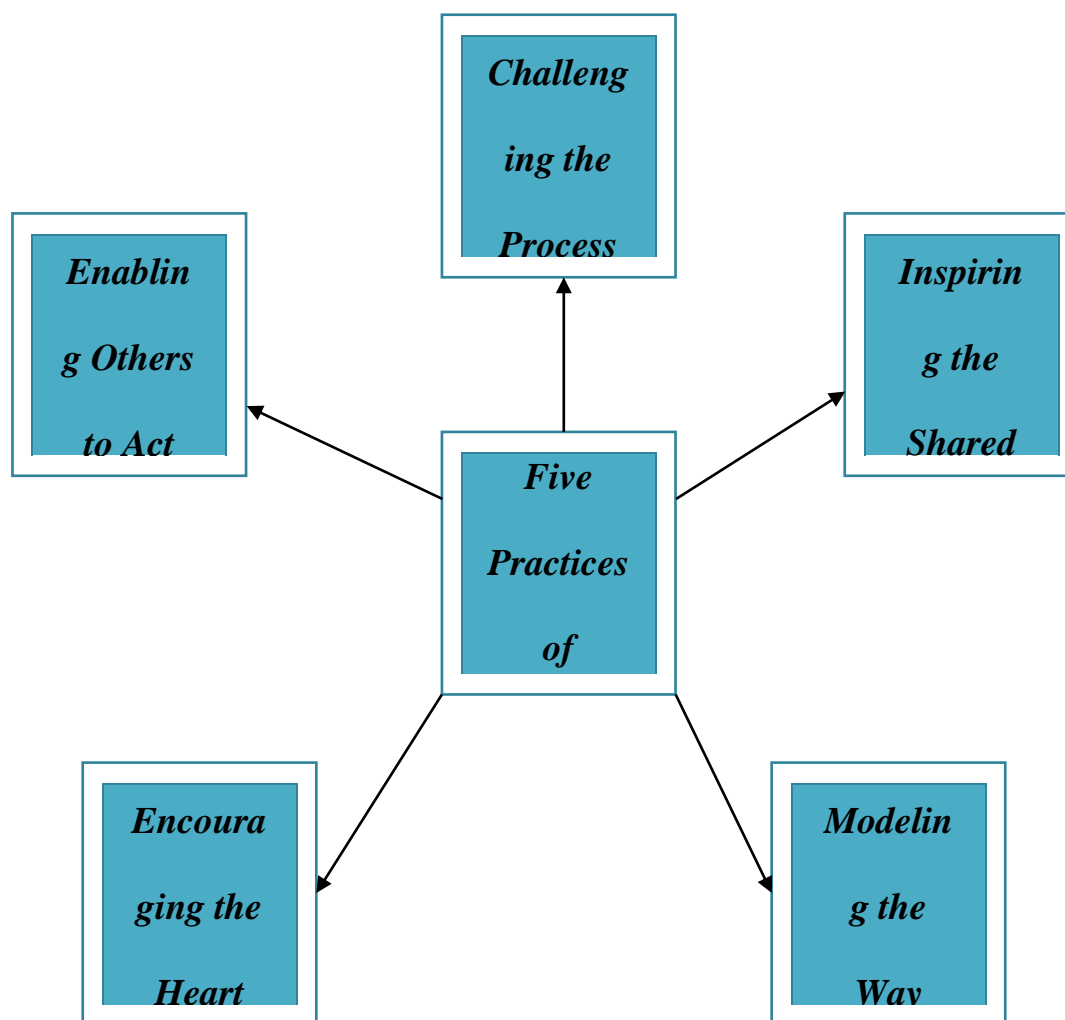 Challeng
ing the
Process
Enablin
g Others
to Act
Inspirin
g the
Shared
Five
Practices
of
Encoura
ging the
Heart
Modelin
g the
Way